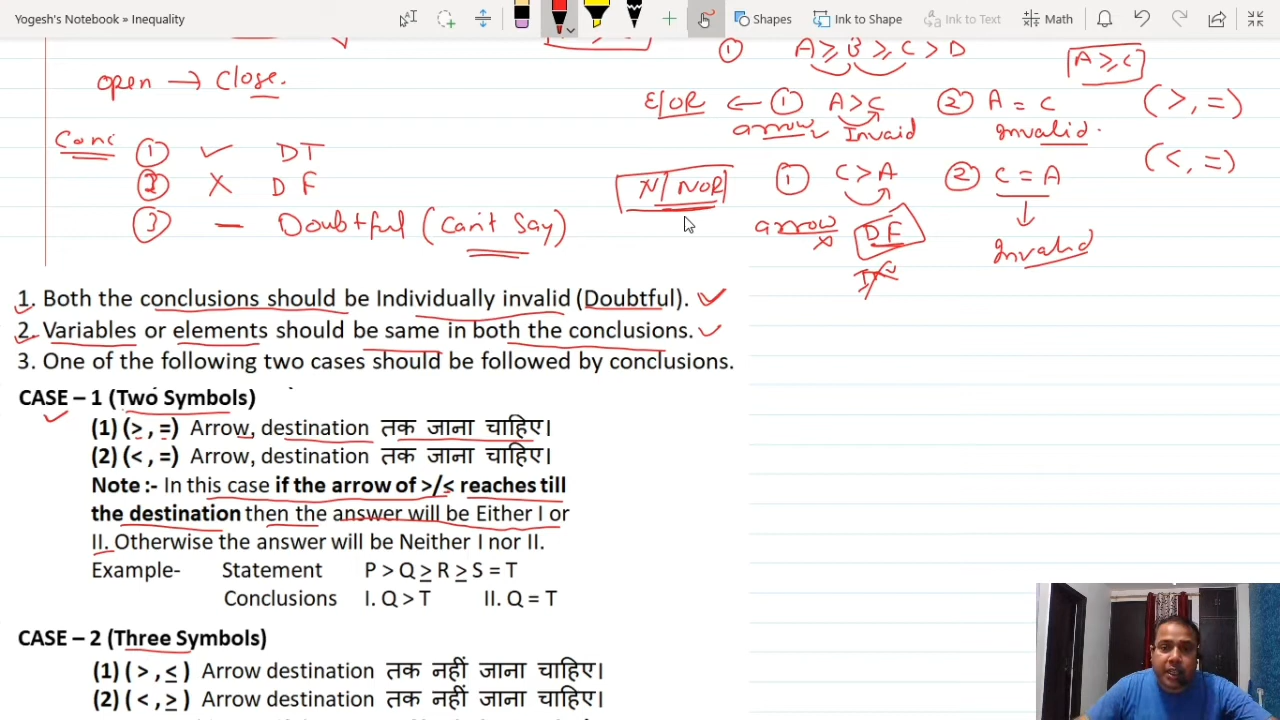 Yogesh's Notebook » Inequality
Shapes
Ink to Shape
Ink to Text
Math
① A ⩾ B ⩾ C > D
A ⩾ C
open → Close.
E/OR ← ① A > C ② A = C (>, =)
arrow ✓ Invaid Invalid.
Conc ① ✓ DT
② X DF
③ — Doubtful (Can't Say)
N/NOR ① C > A ② C = A (<, =)
arrow x DF
Invalid
1. Both the conclusions should be Individually invalid (Doubtful).
2. Variables or elements should be same in both the conclusions.
3. One of the following two cases should be followed by conclusions.
CASE – 1 (Two Symbols)
(1) (> , =) Arrow, destination तक जाना चाहिए।
(2) (< , =) Arrow, destination तक जाना चाहिए।
Note :- In this case if the arrow of >/< reaches till
the destination then the answer will be Either I or
II. Otherwise the answer will be Neither I nor II.
Example- Statement P > Q ≥ R ≥ S = T
Conclusions I. Q > T II. Q = T
CASE – 2 (Three Symbols)
(1) ( > , ≤ ) Arrow destination तक नहीं जाना चाहिए।
(2) ( < , ≥ ) Arrow destination तक नहीं जाना चाहिए।